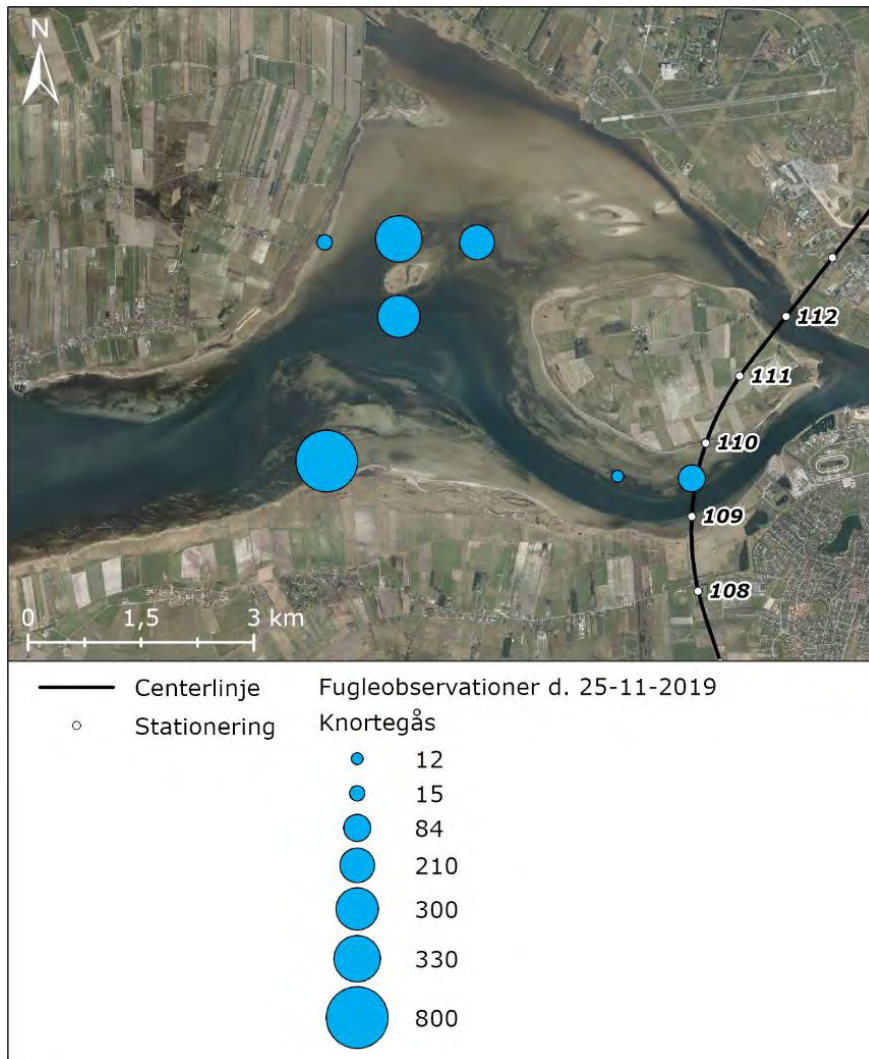 N
112
111
110
109
108
0 1,5 3 km
Centerlinje
Stationering
Fugleobservationer d. 25-11-2019
Knortegås
12
15
84
210
300
330
800